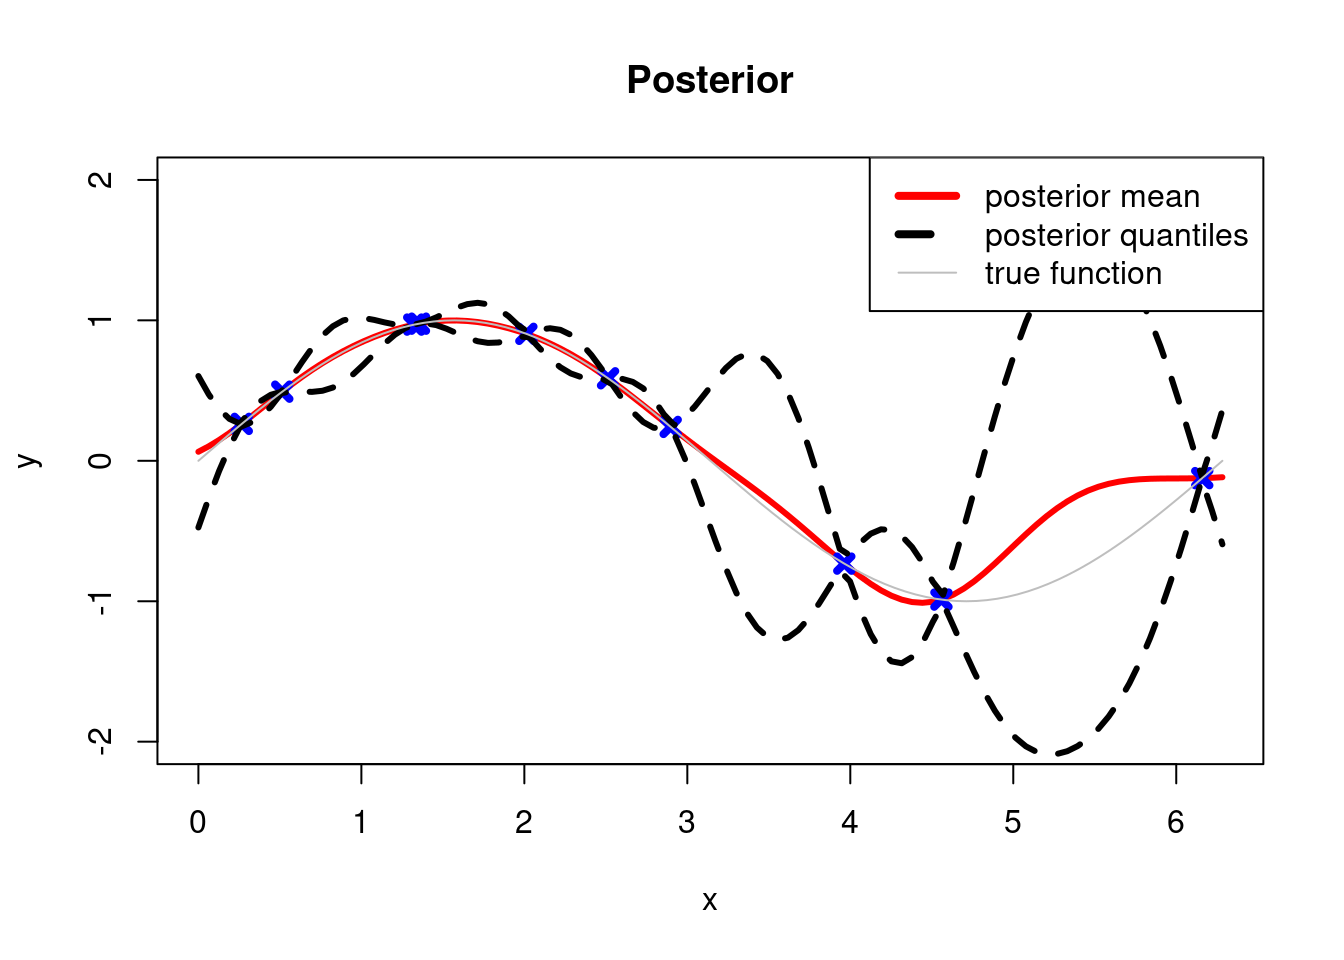 Posterior
posterior mean
posterior quantiles
true function
2
1
0
-1
-2
y
0 1 2 3 4 5 6
x